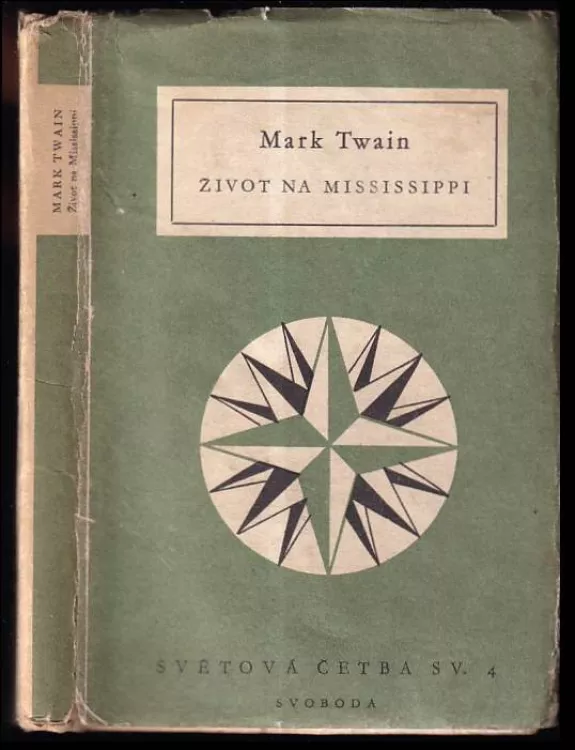 MARK TWAIN
Život na Mississippi
Mark Twain
ŽIVOT NA MISSISSIPPI
SVĚTOVÁ ČETBA SV. 4
SVOBODA